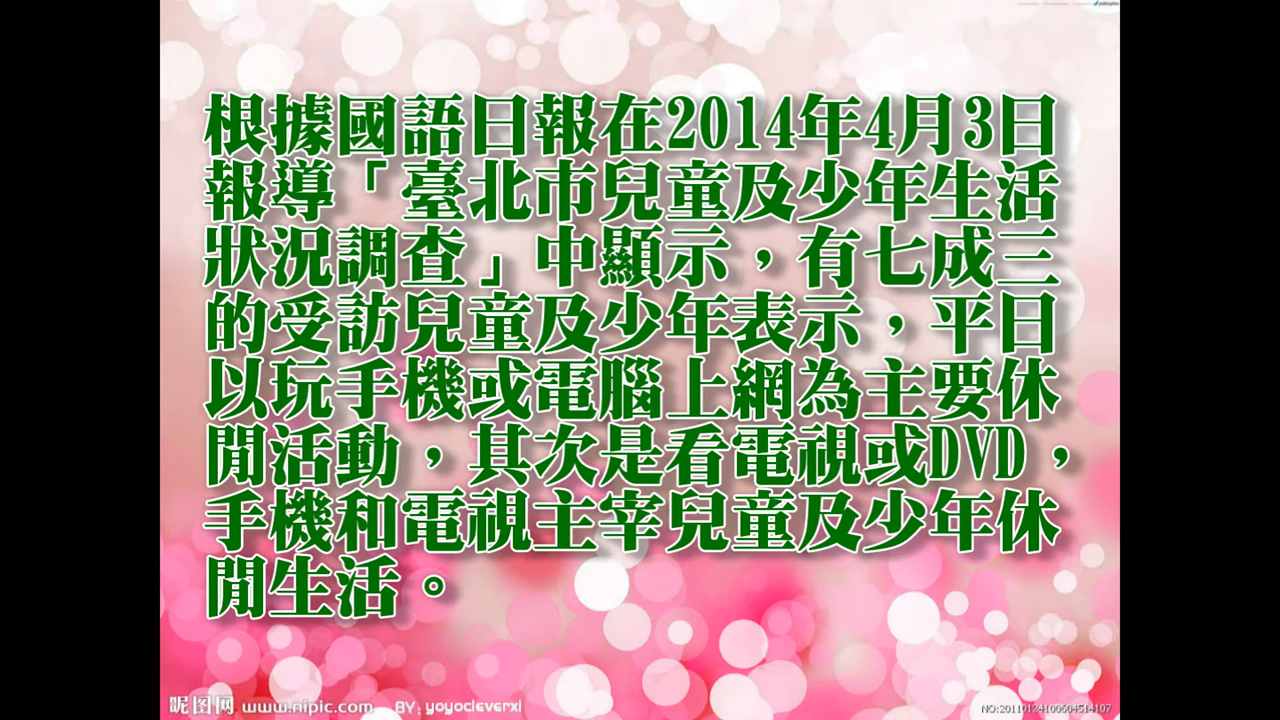 根據國語日報在2014年4月3日
報導「臺北市兒童及少年生活
狀況調查」中顯示，有七成三
的受訪兒童及少年表示，平日
以玩手機或電腦上網為主要休
閒活動，其次是看電視或DVD，
手機和電視主宰兒童及少年休
閒生活。
昵图网 www.nipic.com BY: yoyocleverxi
NO:20110124100604514107